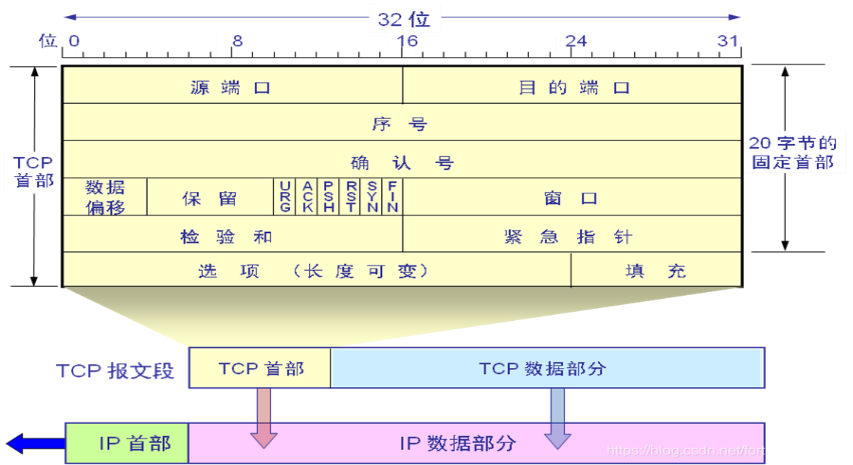 32 位
位 0 8 16 24 31
源端口 目的端口
序号
TCP 首部
确认号
20 字节的固定首部
数据偏移 保留 URG ACK PSH RST SYN FIN 窗口
检验和 紧急指针
选项 (长度可变) 填充
TCP 报文段 TCP 首部 TCP 数据部分
IP 首部 IP 数据部分
https://blog.csdn.net/for